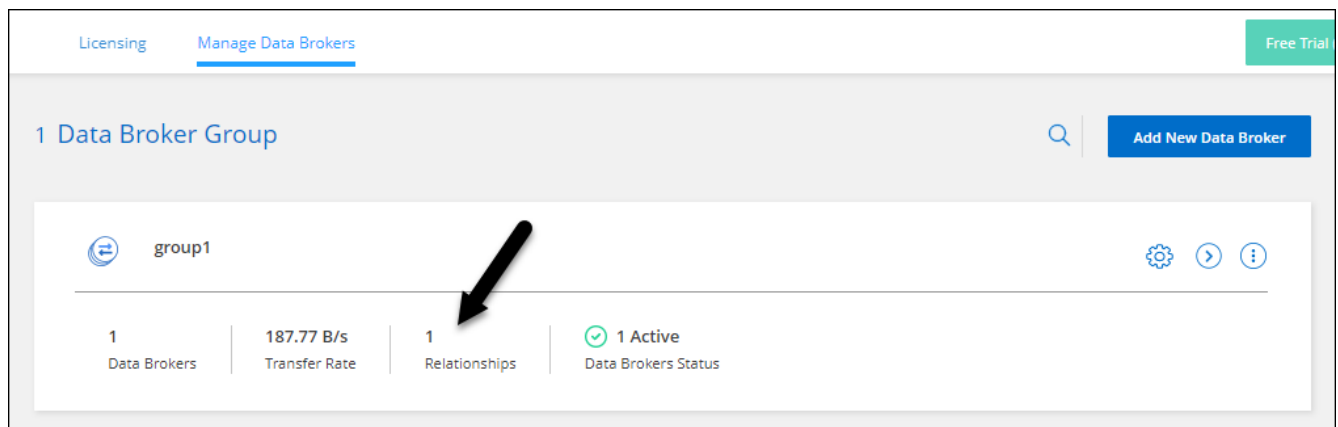 Licensing Manage Data Brokers Free Trial
1 Data Broker Group Add New Data Broker
group1
1 187.77 B/s 1 1 Active
Data Brokers Transfer Rate Relationships Data Brokers Status